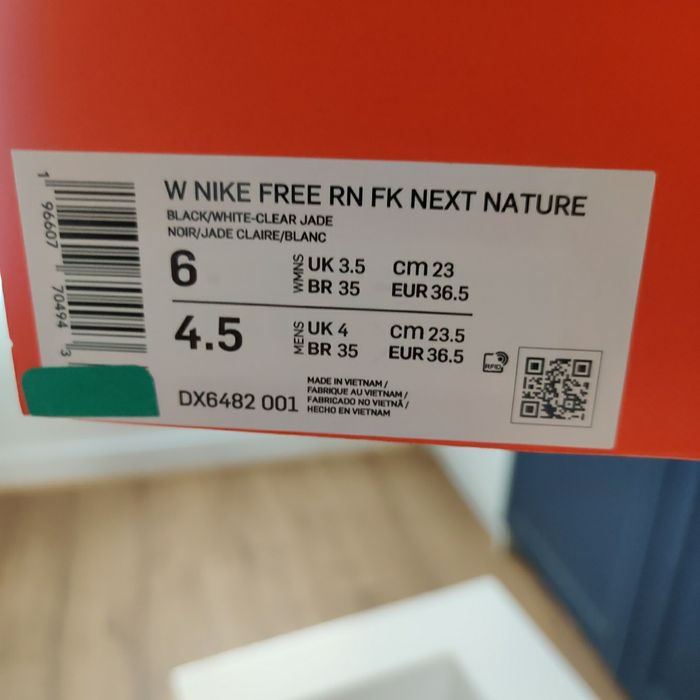 W NIKE FREE RN FK NEXT NATURE
BLACK/WHITE-CLEAR JADE
NOIR/JADE CLAIRE/BLANC
6 WMNS UK 3.5 cm 23
BR 35 EUR 36.5
4.5 MENS UK 4 cm 23.5
BR 35 EUR 36.5
RFID
DX6482 001
MADE IN VIETNAM /
FABRIQUE AU VIETNAM /
FABRICADO NO VIETNÃ /
HECHO EN VIETNAM
1 96607 70494 3